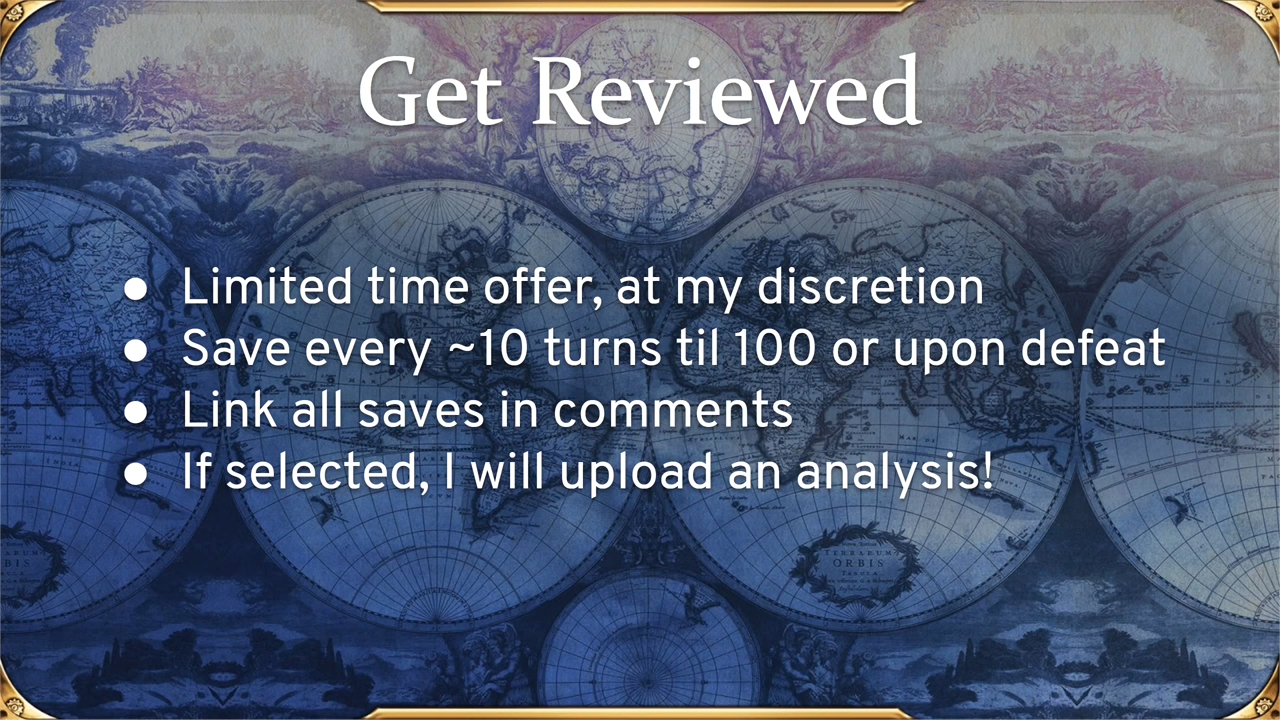 Get Reviewed
● Limited time offer, at my discretion
● Save every ~10 turns til 100 or upon defeat
● Link all saves in comments
● If selected, I will upload an analysis!
TERRARUM
ORBIS